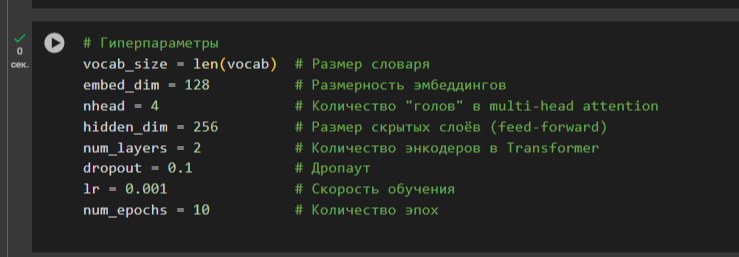 # Гиперпараметры
vocab_size = len(vocab)  # Размер словаря
embed_dim = 128          # Размерность эмбеддингов
nhead = 4                # Количество "голов" в multi-head attention
hidden_dim = 256         # Размер скрытых слоёв (feed-forward)
num_layers = 2           # Количество энкодеров в Transformer
dropout = 0.1            # Дропаут
lr = 0.001               # Скорость обучения
num_epochs = 10          # Количество эпох
0
сек.